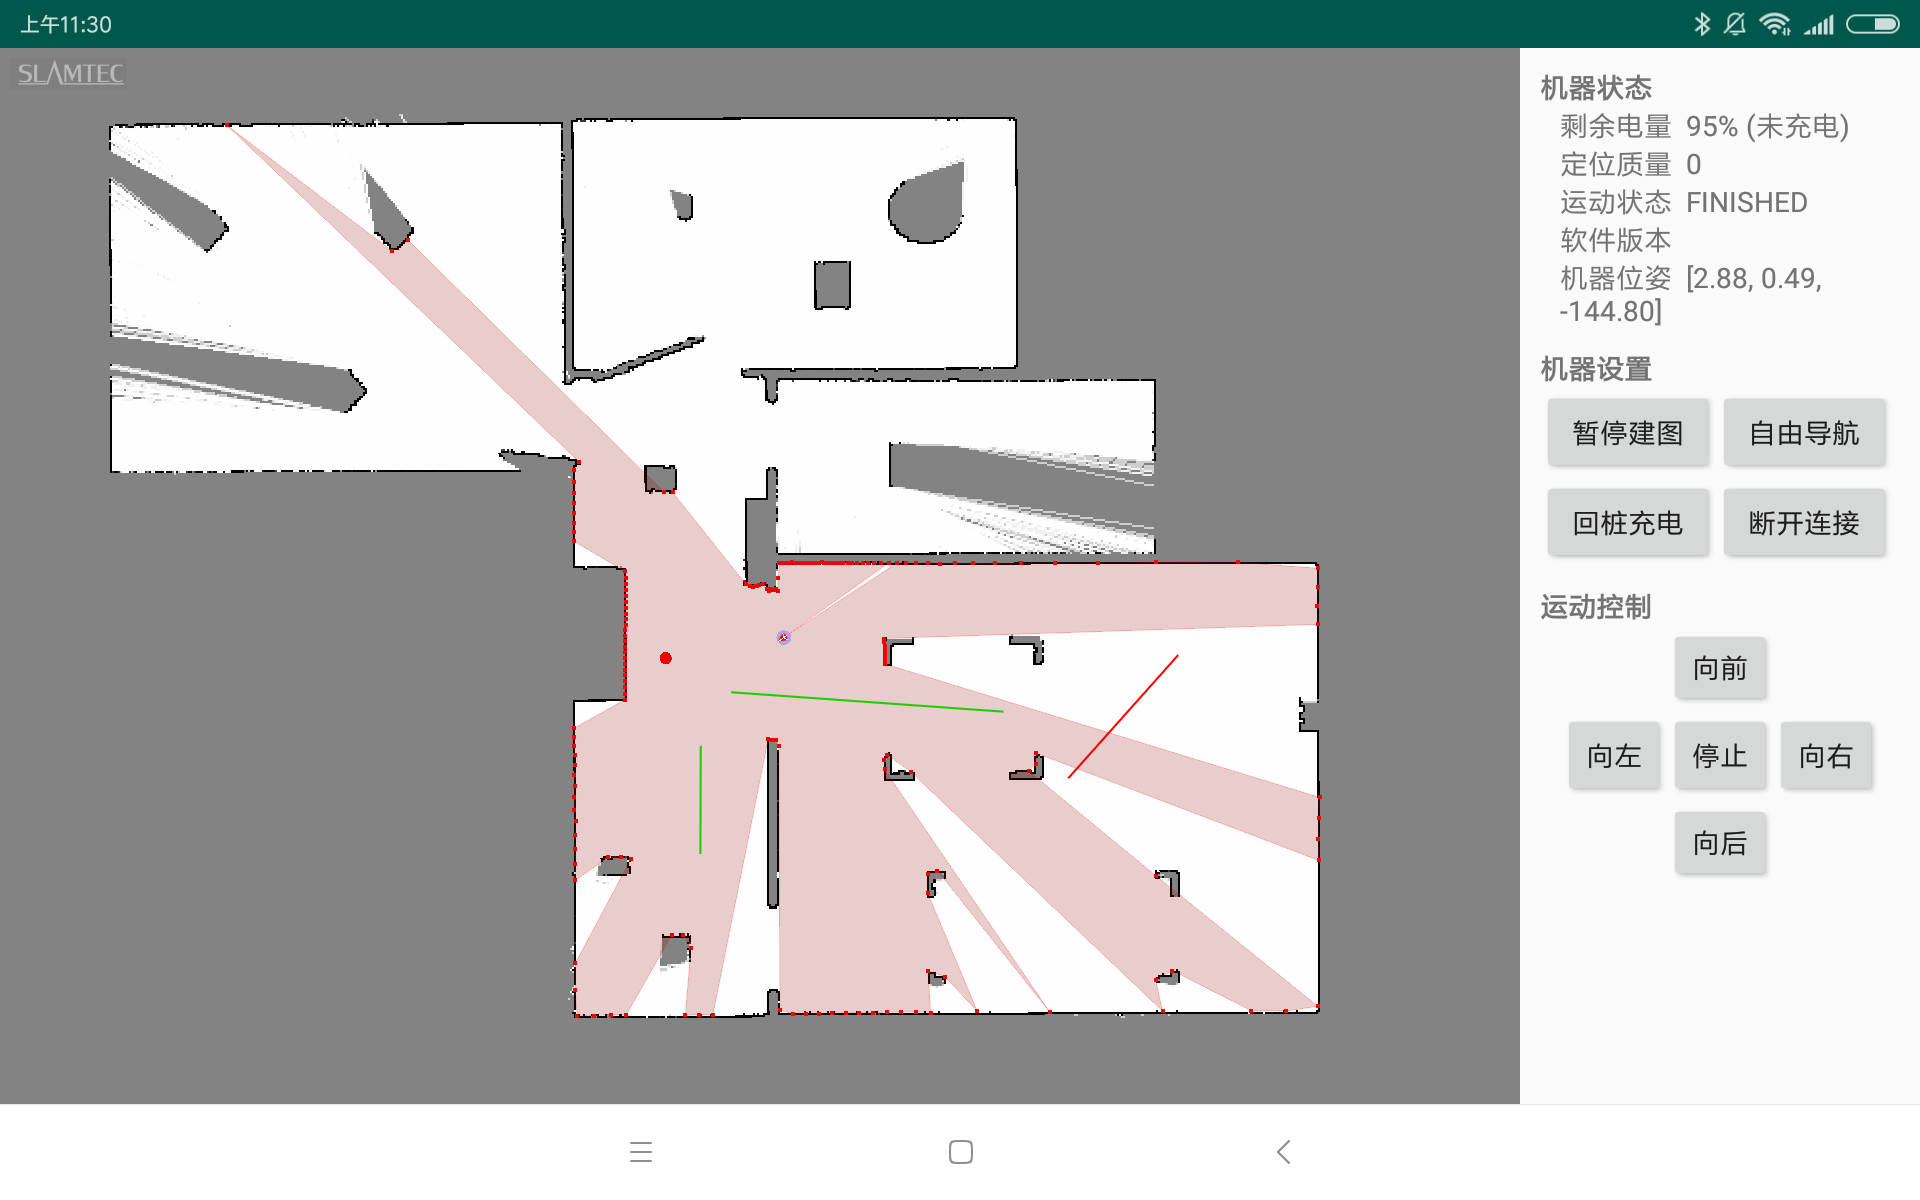 上午11:30
SLAMTEC
机器状态
剩余电量 95% (未充电)
定位质量 0
运动状态 FINISHED
软件版本
机器位姿 [2.88, 0.49,
-144.80]
机器设置
暂停建图 自由导航
回桩充电 断开连接
运动控制
向前
向左 停止 向右
向后